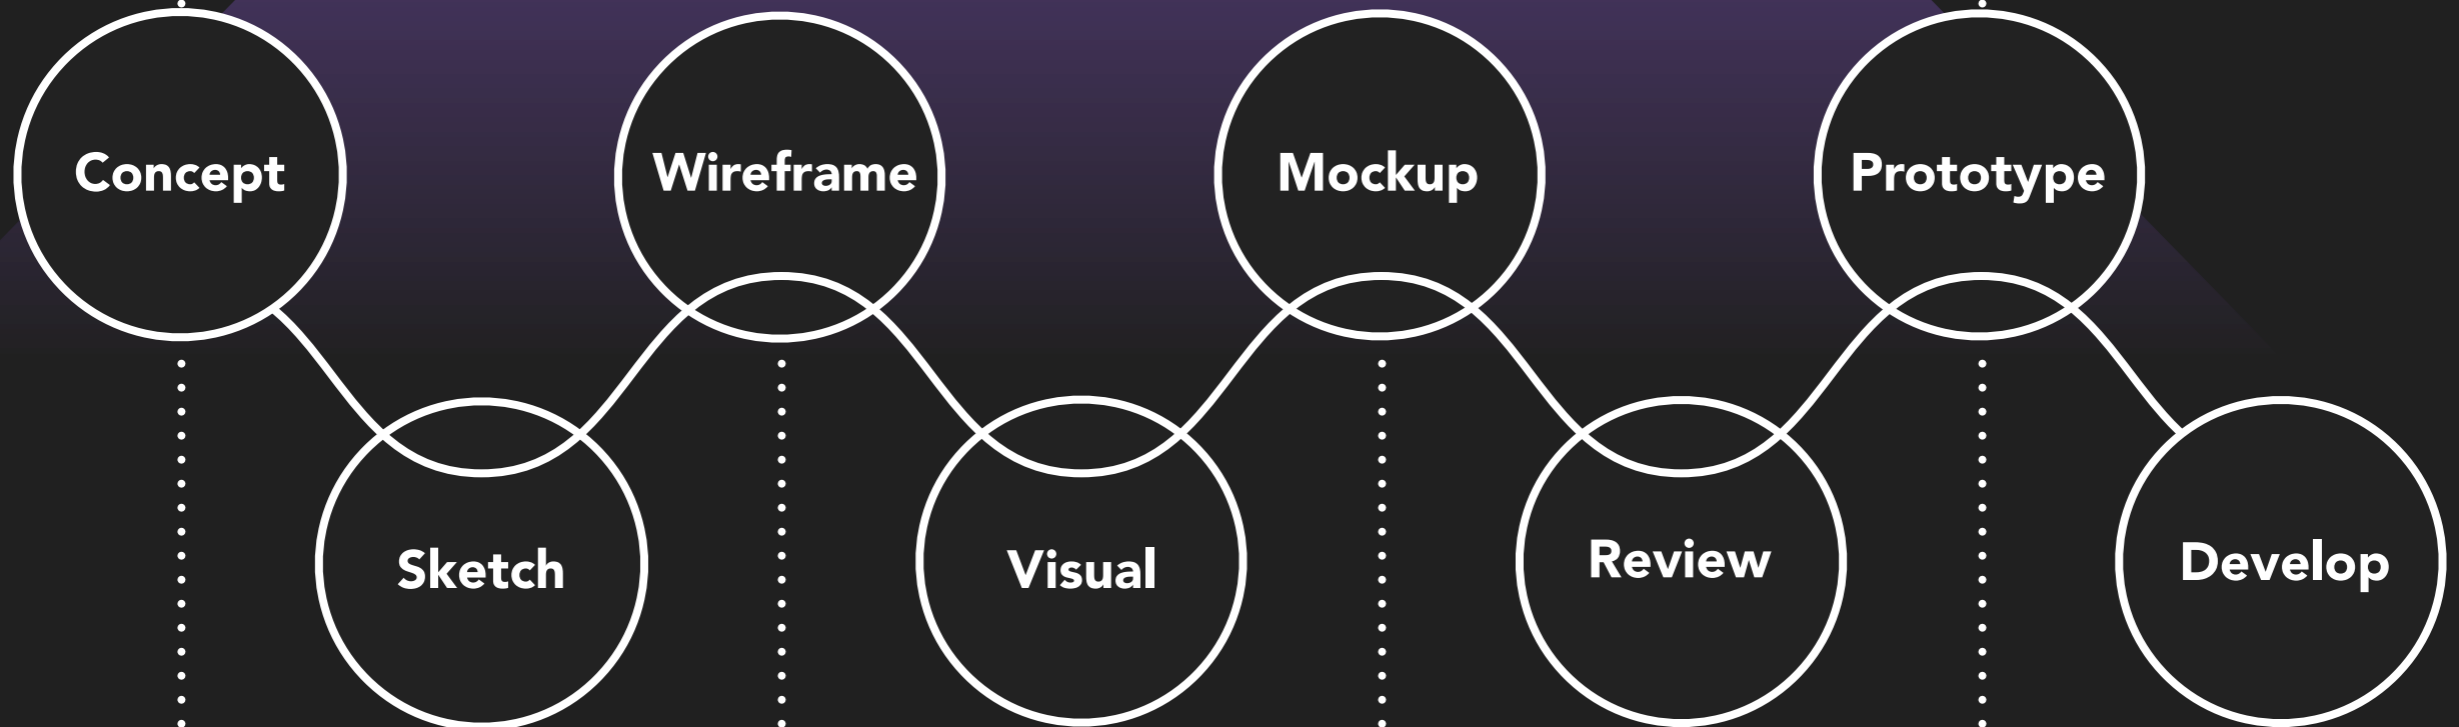 Concept
Sketch
Wireframe
Visual
Mockup
Review
Prototype
Develop